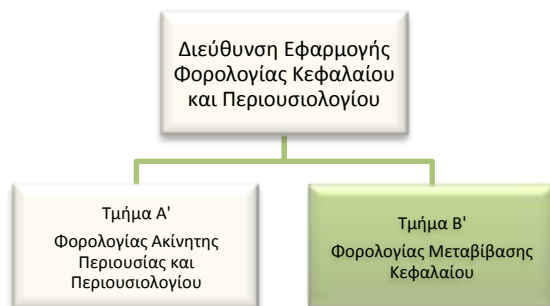 Διεύθυνση Εφαρμογής
Φορολογίας Κεφαλαίου
και Περιουσιολογίου
Τμήμα Α'
Φορολογίας Ακίνητης
Περιουσίας και
Περιουσιολογίου
Τμήμα Β'
Φορολογίας Μεταβίβασης
Κεφαλαίου